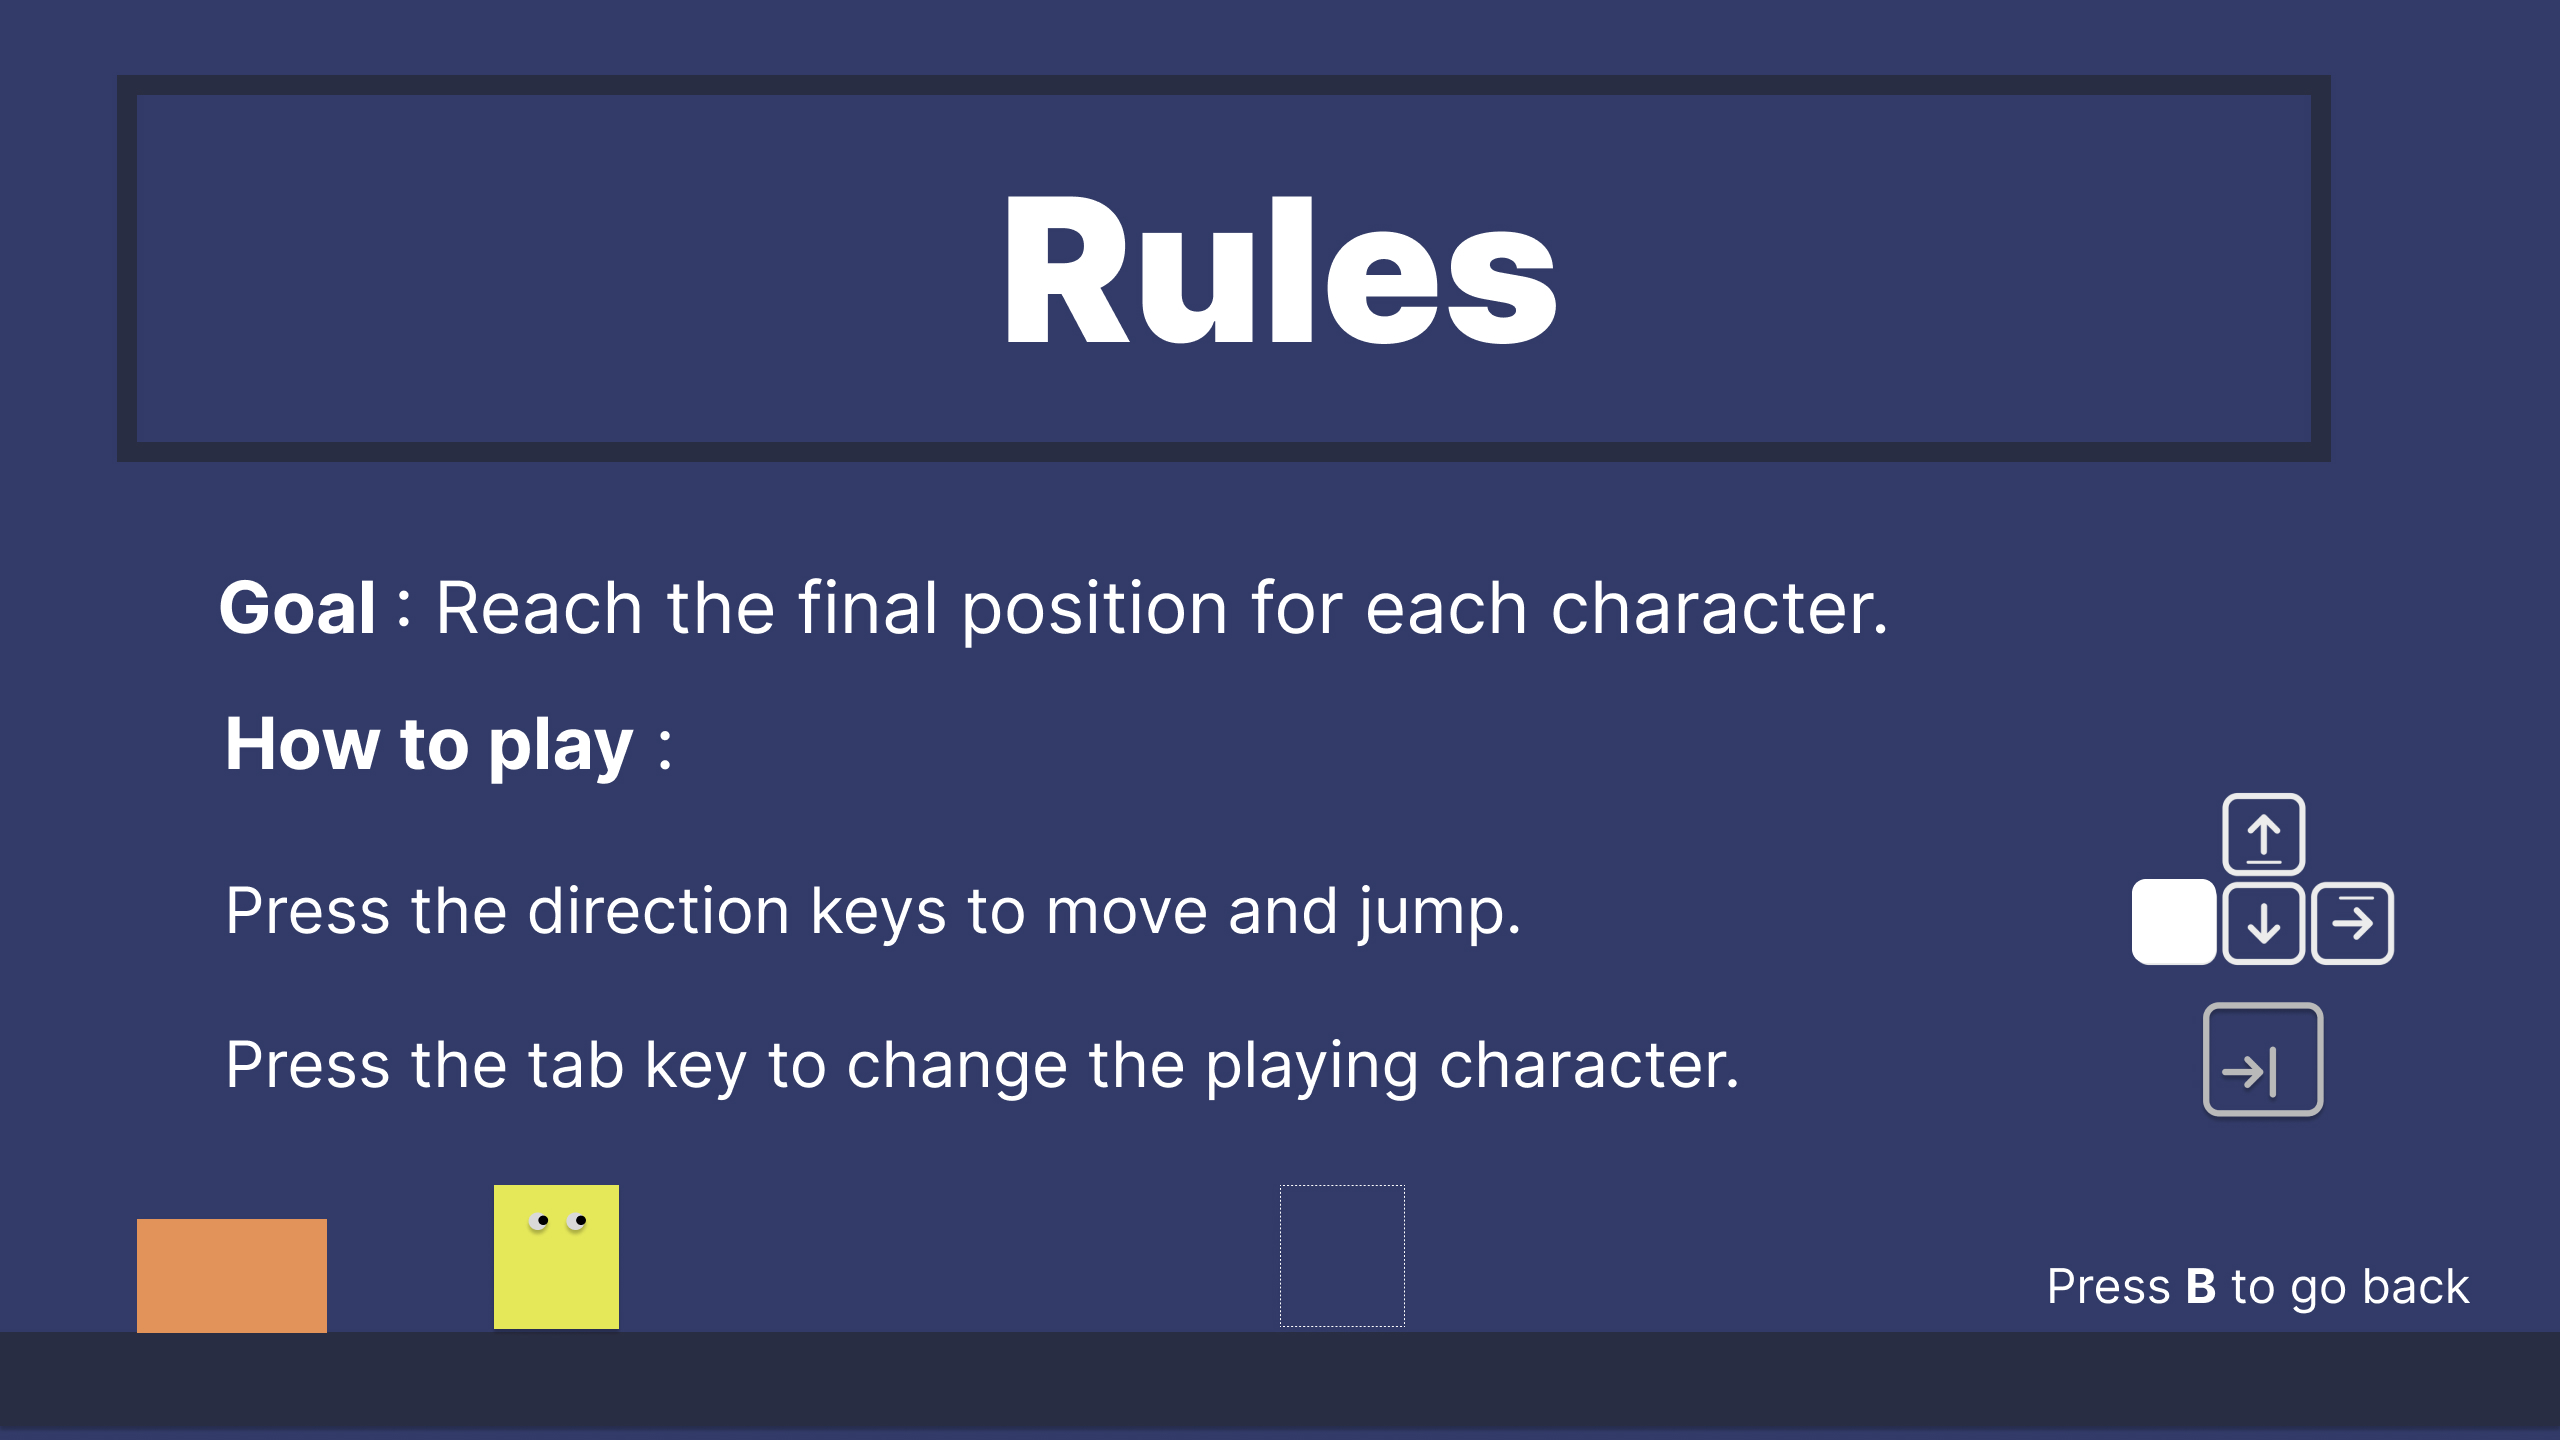 Rules
Goal : Reach the final position for each character.
How to play :
Press the direction keys to move and jump.
Press the tab key to change the playing character.
Press B to go back